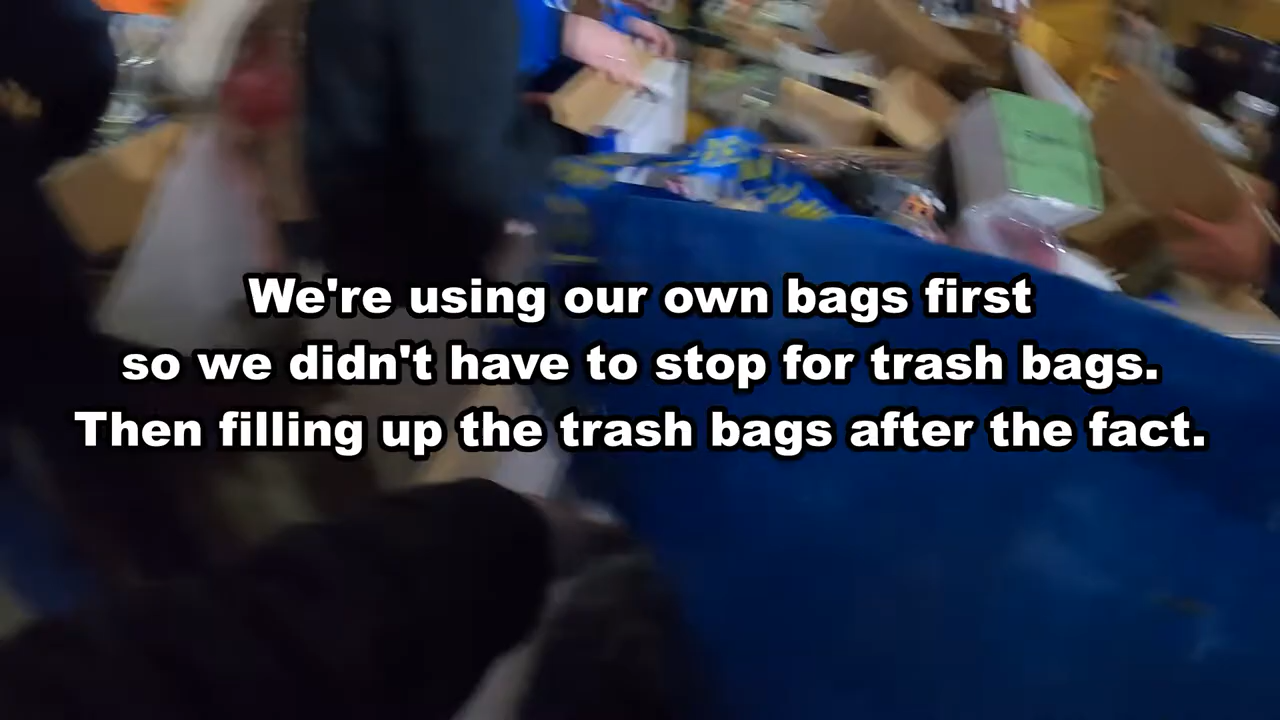 We're using our own bags first
so we didn't have to stop for trash bags.
Then filling up the trash bags after the fact.